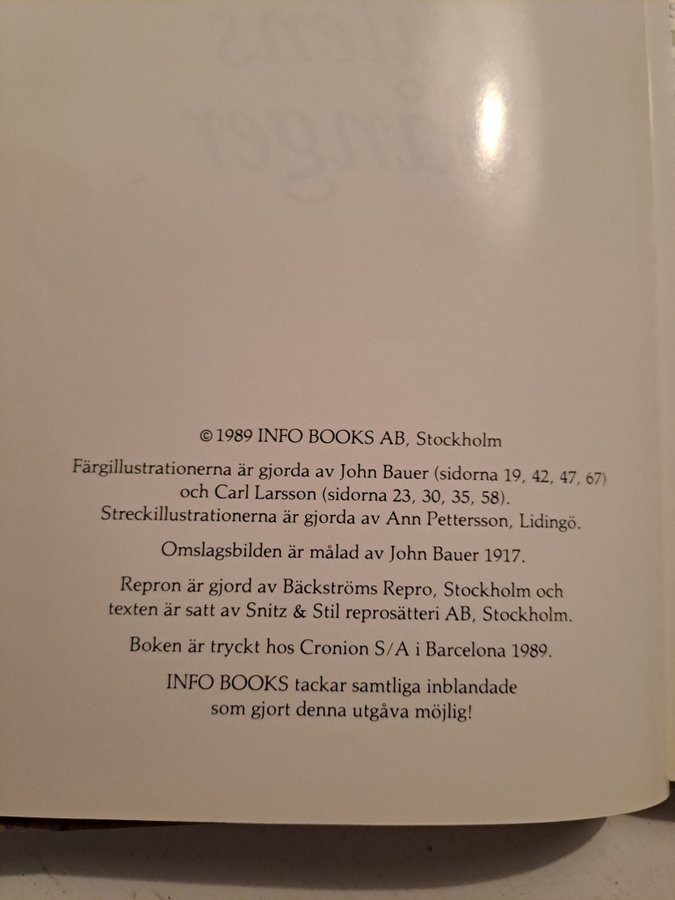 © 1989 INFO BOOKS AB, Stockholm
Färgillustrationerna är gjorda av John Bauer (sidorna 19, 42, 47, 67)
och Carl Larsson (sidorna 23, 30, 35, 58).
Streckillustrationerna är gjorda av Ann Pettersson, Lidingö.
Omslagsbilden är målad av John Bauer 1917.
Repron är gjord av Bäckströms Repro, Stockholm och
texten är satt av Snitz & Stil reprosätteri AB, Stockholm.
Boken är tryckt hos Cronion S/A i Barcelona 1989.
INFO BOOKS tackar samtliga inblandade
som gjort denna utgåva möjlig!